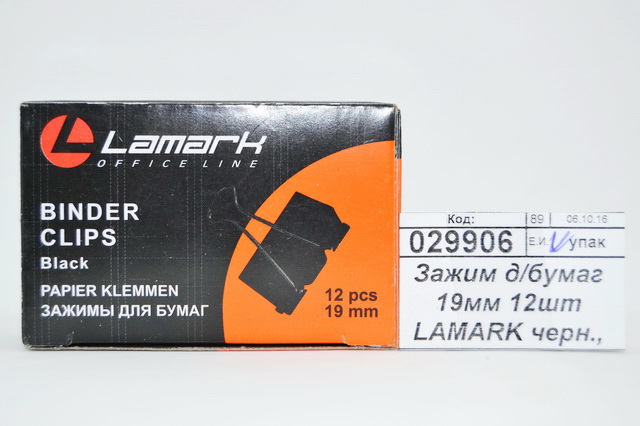 Lamark
OFFICE LINE
BINDER
CLIPS
Black
PAPIER KLEMMEN
ЗАЖИМЫ ДЛЯ БУМАГ
12 pcs
19 mm
Код: 89 06.10.16
029906 Е.И. упак
Зажим д/бумаг
19мм 12шт
LAMARK черн.,